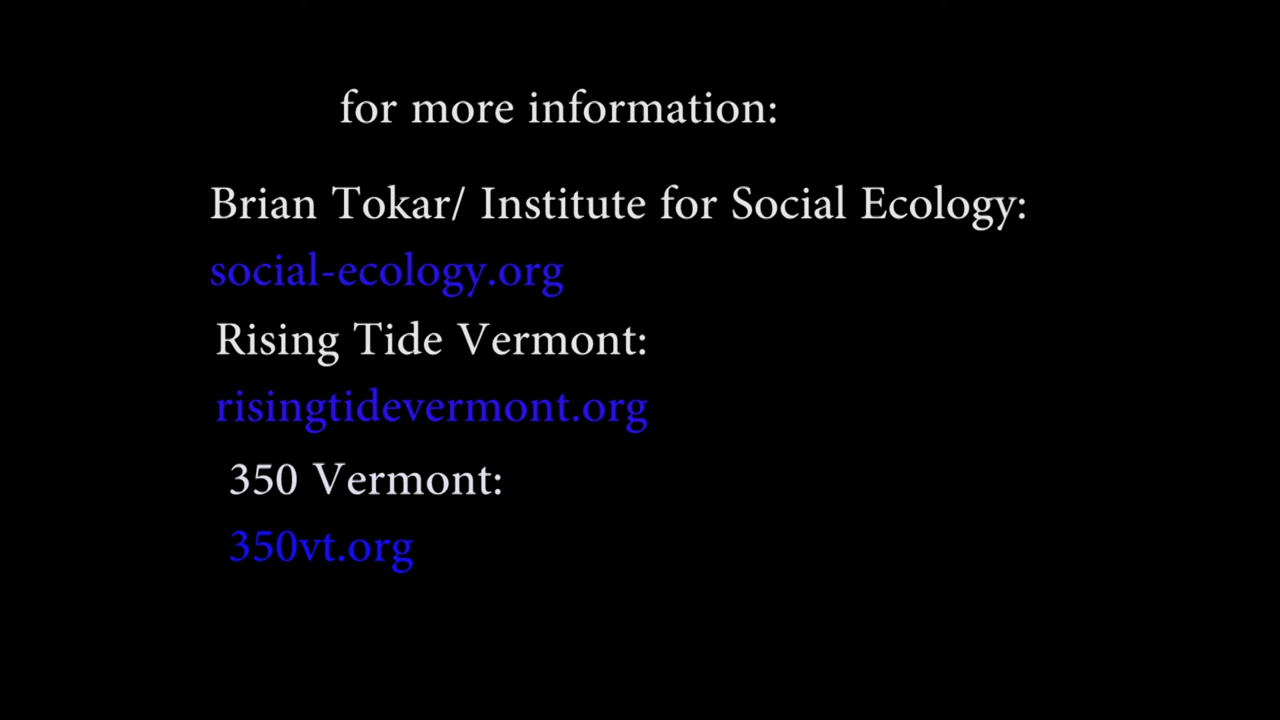 for more information:
Brian Tokar/ Institute for Social Ecology:
social-ecology.org
Rising Tide Vermont:
risingtidevermont.org
350 Vermont:
350vt.org